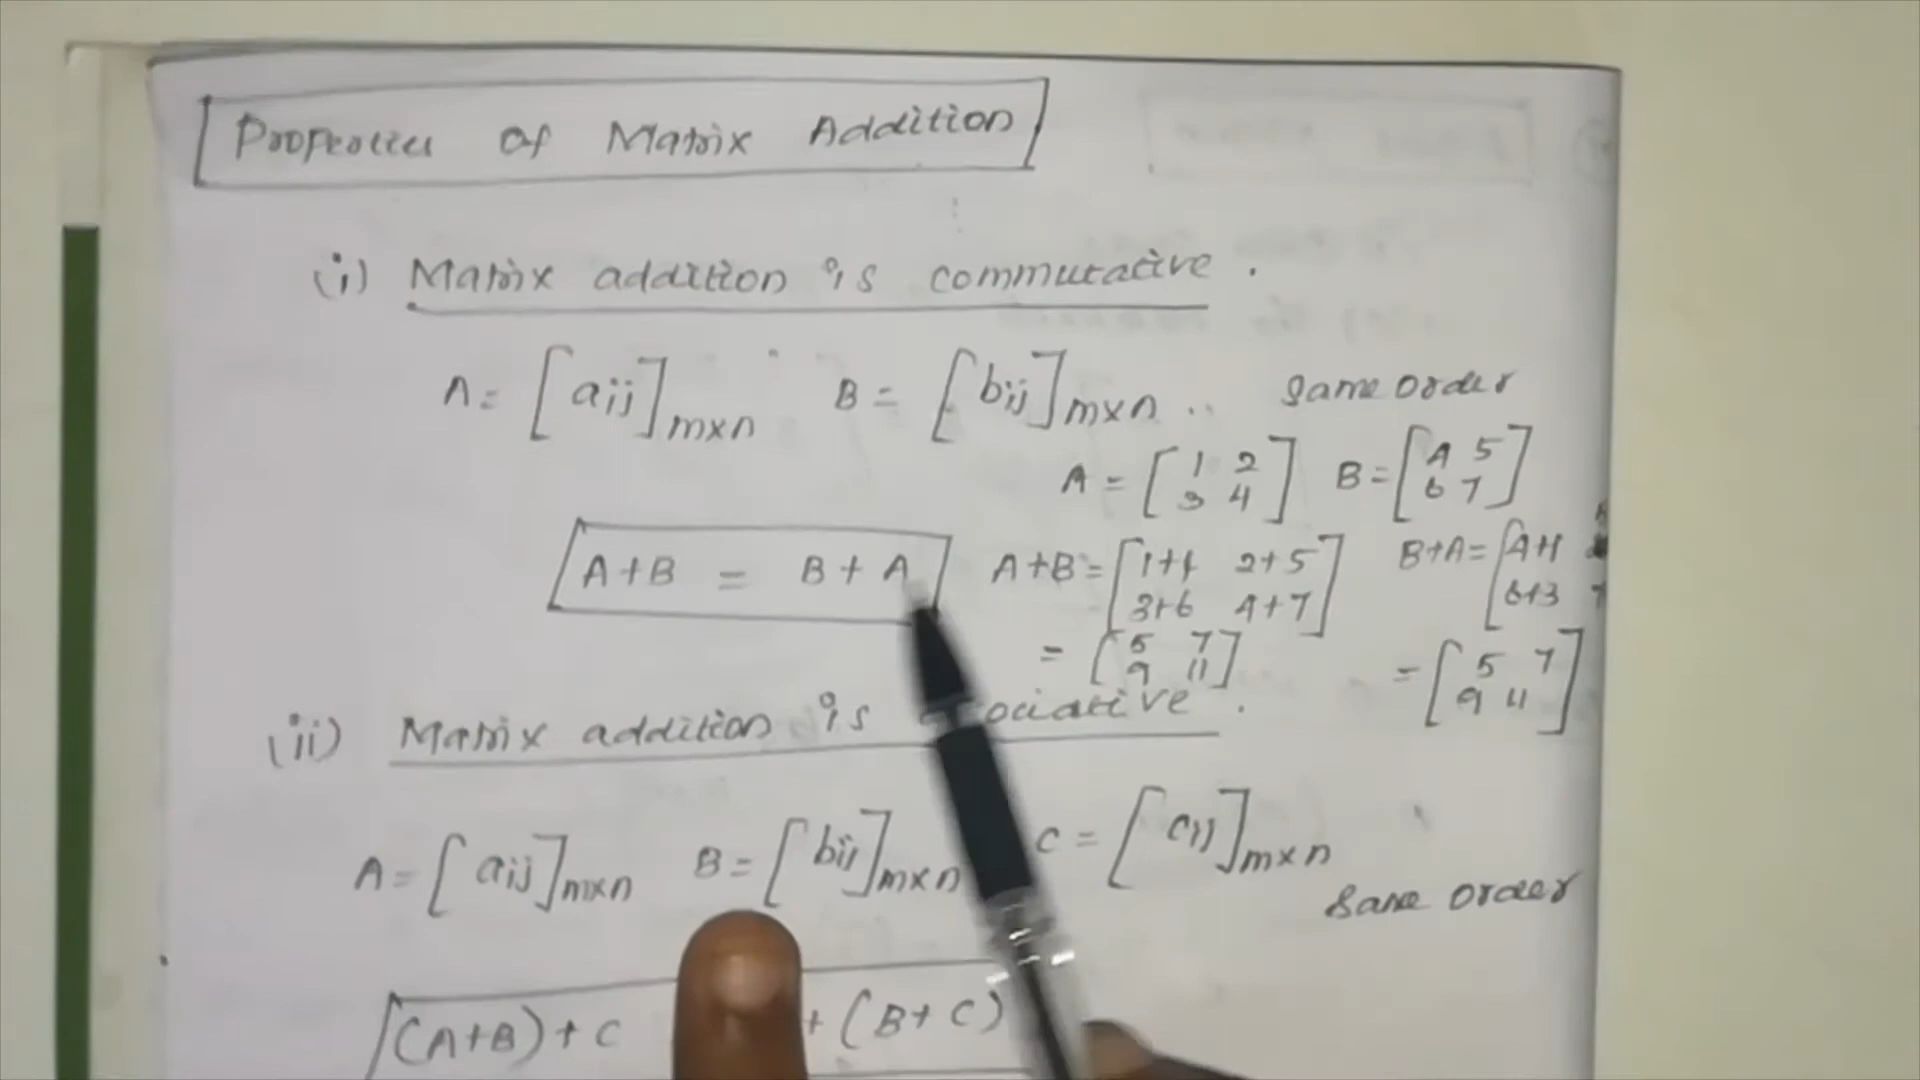 Properties of Matrix Addition
(i) Matrix addition is commutative.
A = [aij]m×n B = [bij]m×n Same order
A = [1 2 B = [4 5
3 4] 6 7]
A+B = B+A A+B = [1+4 2+5 B+A = [4+1
3+6 4+7] 6+3
= [5 7 = [5 7
9 11] 9 11]
(ii) Matrix addition is ociative.
A = [aij]m×n B = [bij]m×n C = [cij]m×n
Same order
(A+B)+C + (B+C)